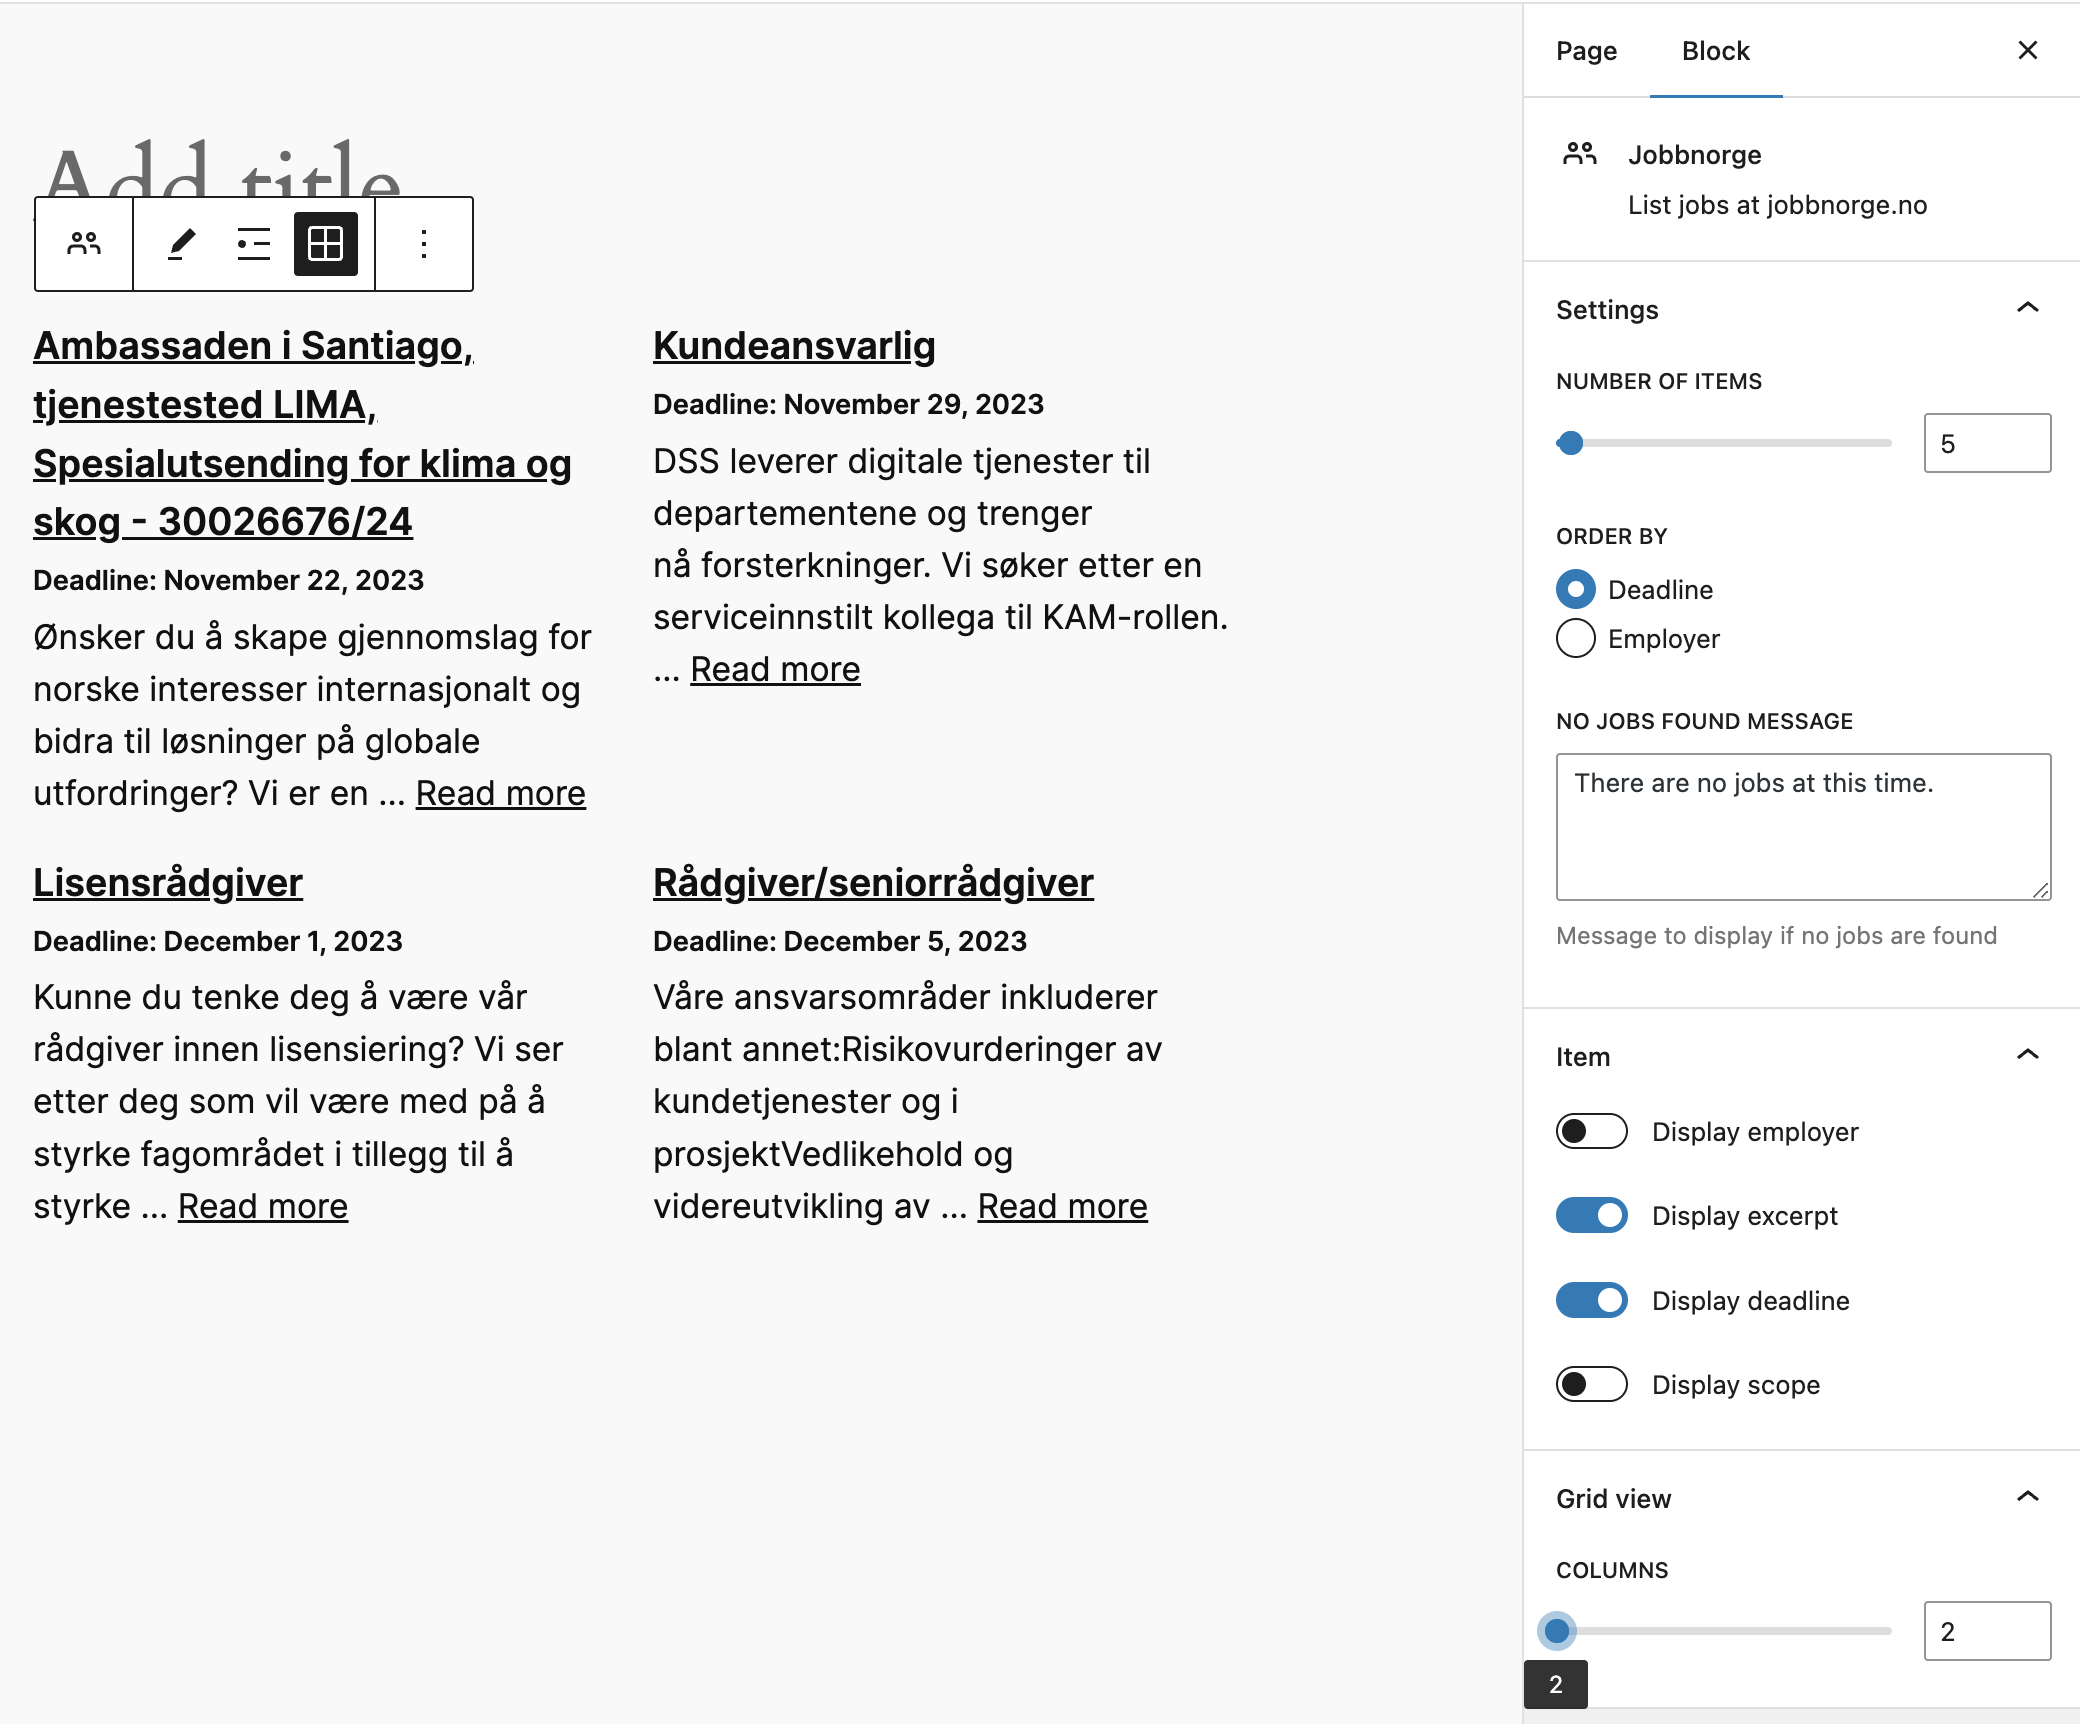 Add title
Ambassaden i Santiago,
tjenestested LIMA,
Spesialutsending for klima og
skog - 30026676/24
Deadline: November 22, 2023
Ønsker du å skape gjennomslag for
norske interesser internasjonalt og
bidra til løsninger på globale
utfordringer? Vi er en ... Read more
Kundeansvarlig
Deadline: November 29, 2023
DSS leverer digitale tjenester til
departementene og trenger
nå forsterkninger. Vi søker etter en
serviceinnstilt kollega til KAM-rollen.
... Read more
Lisensrådgiver
Deadline: December 1, 2023
Kunne du tenke deg å være vår
rådgiver innen lisensiering? Vi ser
etter deg som vil være med på å
styrke fagområdet i tillegg til å
styrke ... Read more
Rådgiver/seniorrådgiver
Deadline: December 5, 2023
Våre ansvarsområder inkluderer
blant annet:Risikovurderinger av
kundetjenester og i
prosjektVedlikehold og
videreutvikling av ... Read more
Page
Block
Jobbnorge
List jobs at jobbnorge.no
Settings
NUMBER OF ITEMS
5
ORDER BY
Deadline
Employer
NO JOBS FOUND MESSAGE
There are no jobs at this time.
Message to display if no jobs are found
Item
Display employer
Display excerpt
Display deadline
Display scope
Grid view
COLUMNS
2
2